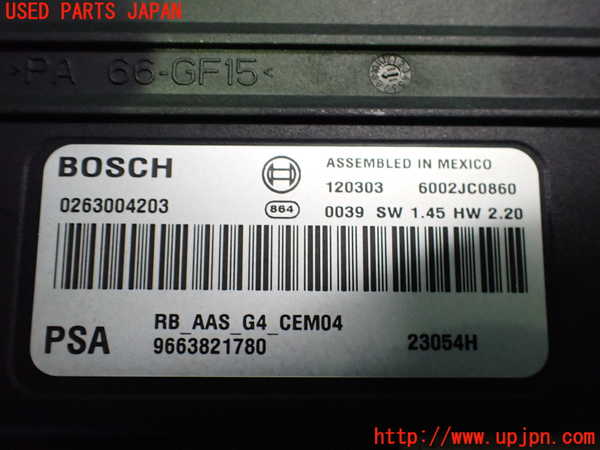 USED PARTS JAPAN
>PA 66-GF15<
BOSCH
ASSEMBLED IN MEXICO
120303 6002JC0860
0263004203
864
0039 SW 1.45 HW 2.20
RB_AAS_G4_CEM04
PSA 9663821780 23054H
UPJ
http://www.upjpn.com/